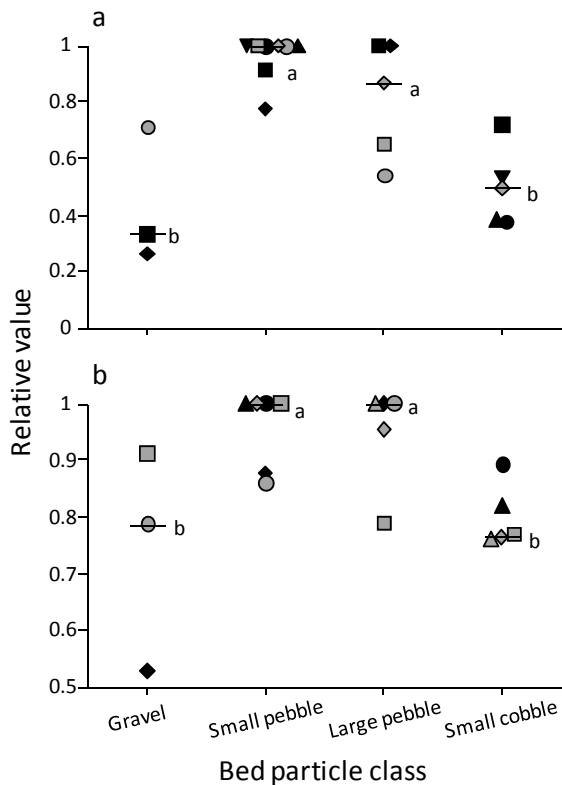 a
1
a
a
0.8
0.6
b
0.4
b
0.2
0
Relative value
b
1
a
a
0.9
0.8
b
b
0.7
0.6
0.5
Gravel
Small pebble
Large pebble
Small cobble
Bed particle class